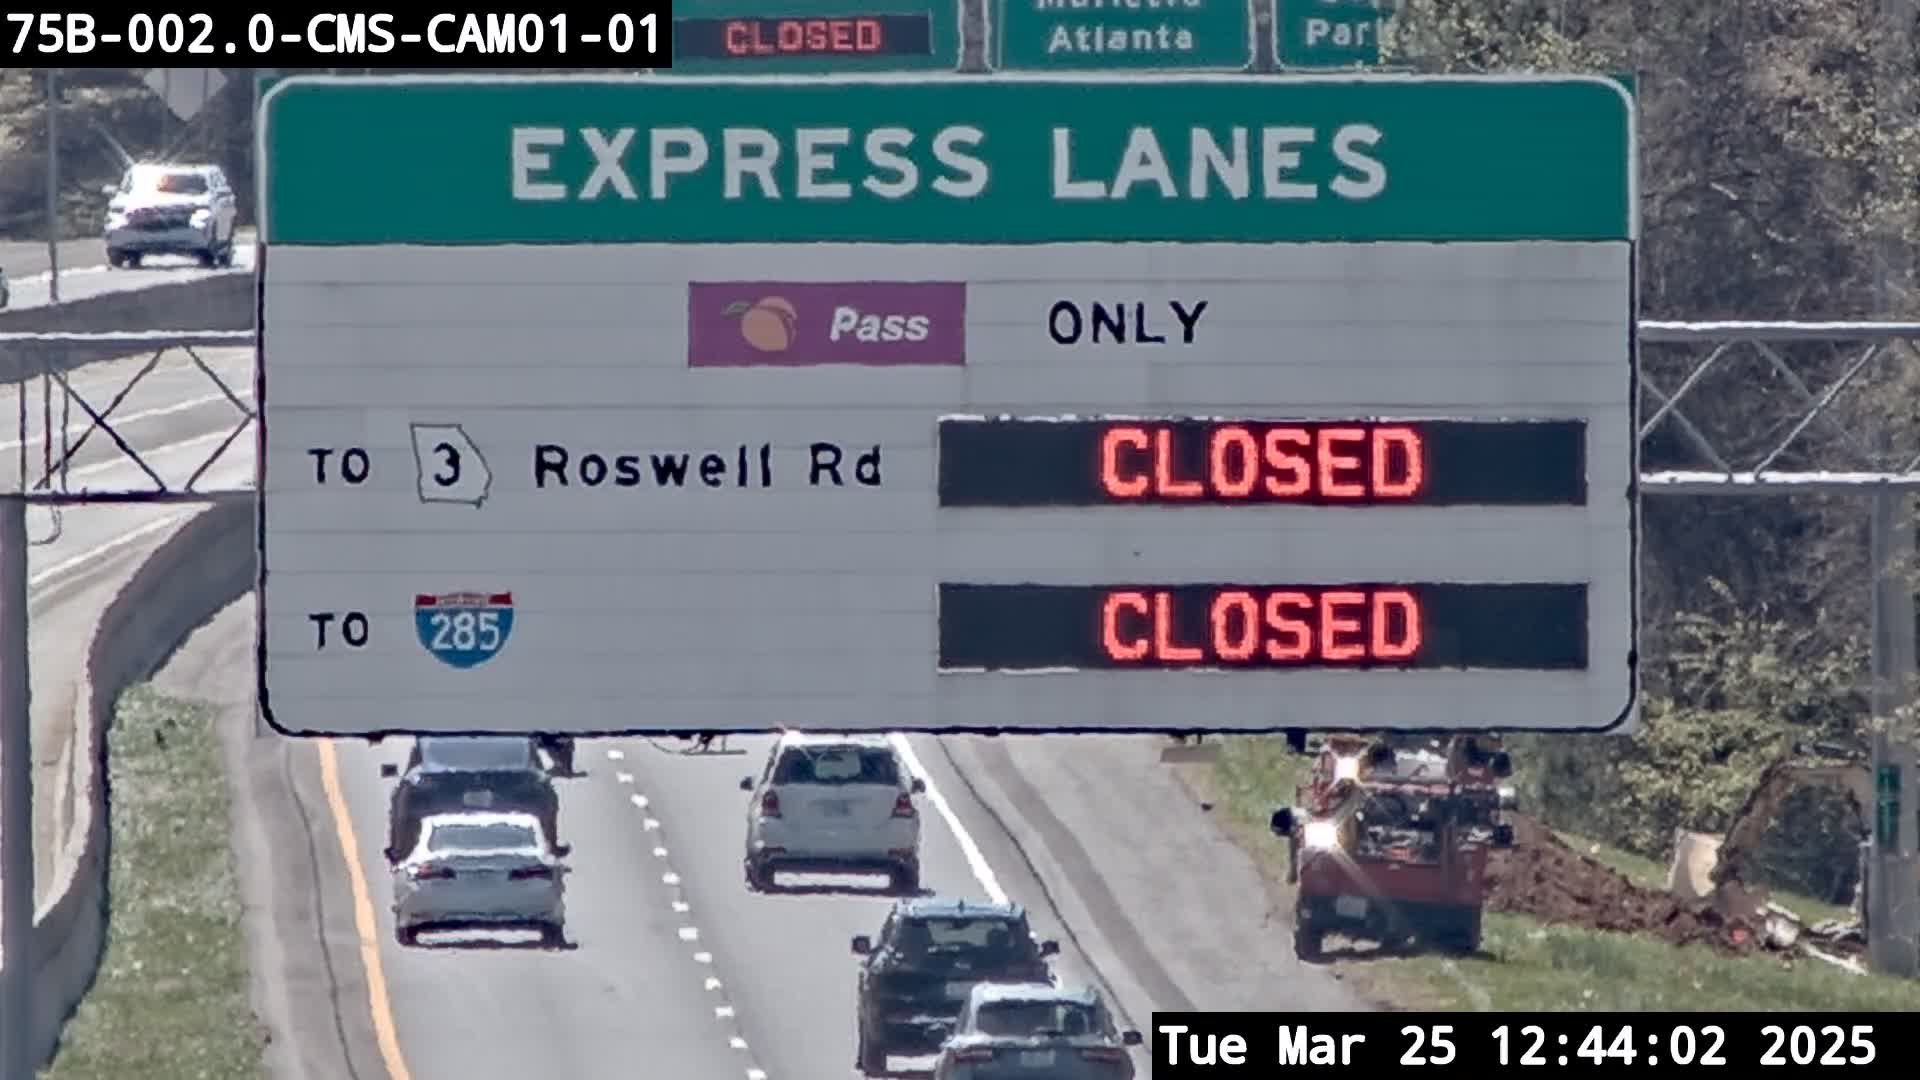 75B-002.0-CMS-CAM01-01
CLOSED
Atlanta
EXPRESS LANES
Pass ONLY
TO 3 Roswell Rd CLOSED
TO 285 CLOSED
Tue Mar 25 12:44:02 2025